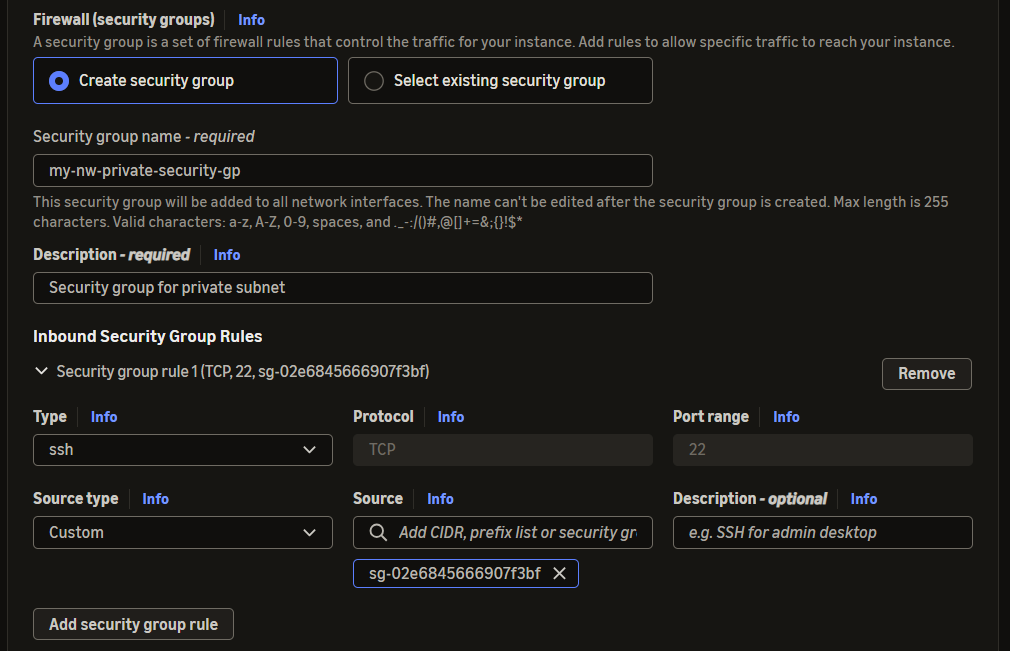 Firewall (security groups) Info
A security group is a set of firewall rules that control the traffic for your instance. Add rules to allow specific traffic to reach your instance.
Create security group Select existing security group
Security group name - required
my-nw-private-security-gp
This security group will be added to all network interfaces. The name can't be edited after the security group is created. Max length is 255
characters. Valid characters: a-z, A-Z, 0-9, spaces, and ._-:/()#,@[]+=&;{}!$*
Description - required Info
Security group for private subnet
Inbound Security Group Rules
Security group rule 1 (TCP, 22, sg-02e6845666907f3bf)
Remove
Type Info Protocol Info Port range Info
ssh TCP 22
Source type Info Source Info Description - optional Info
Custom Add CIDR, prefix list or security gr e.g. SSH for admin desktop
sg-02e6845666907f3bf
Add security group rule